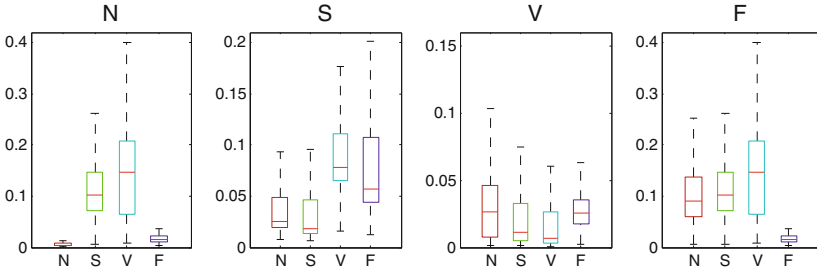 N S V F
0.4 0.2 0.15 0.4
0.3 0.15 0.3
0.1
0.2 0.1 0.2
0.05
0.1 0.05 0.1
0 0 0 0
N S V F N S V F N S V F N S V F